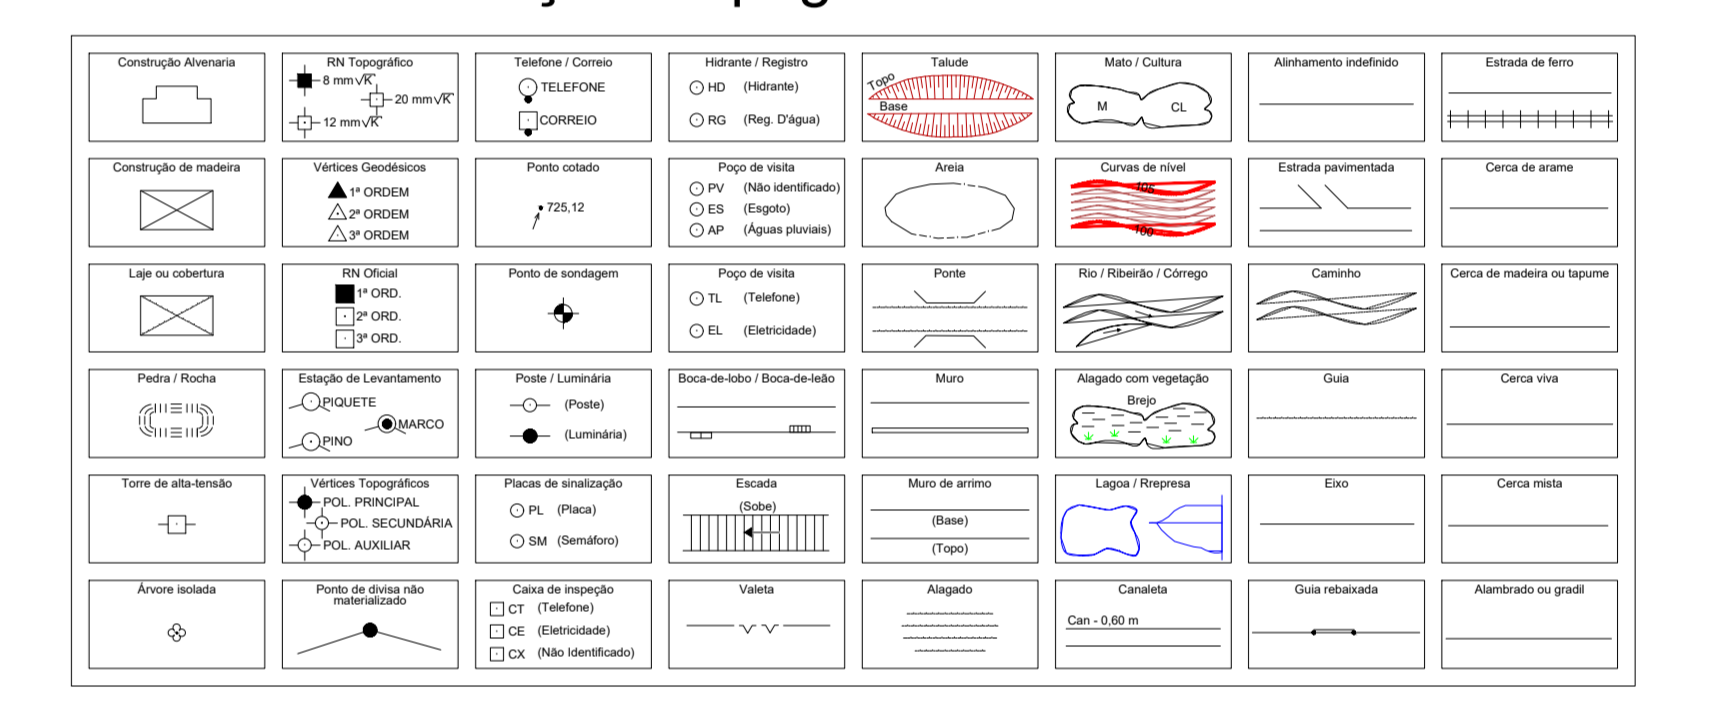 Construção Alvenaria
RN Topográfico
8 mm√K
20 mm√K
12 mm√K
Telefone / Correio
TELEFONE
CORREIO
Hidrante / Registro
HD (Hidrante)
RG (Reg. D'água)
Talude
Topo
Base
Mato / Cultura
M CL
Alinhamento indefinido
Estrada de ferro
Construção de madeira
Vértices Geodésicos
1ª ORDEM
2ª ORDEM
3ª ORDEM
Ponto cotado
725,12
Poço de visita
PV (Não identificado)
ES (Esgoto)
AP (Águas pluviais)
Areia
Curvas de nível
105
100
Estrada pavimentada
Cerca de arame
Laje ou cobertura
RN Oficial
1ª ORD.
2ª ORD.
3ª ORD.
Ponto de sondagem
Poço de visita
TL (Telefone)
EL (Eletricidade)
Ponte
Rio / Ribeirão / Córrego
Caminho
Cerca de madeira ou tapume
Pedra / Rocha
Estação de Levantamento
PIQUETE
MARCO
PINO
Poste / Luminária
(Poste)
(Luminária)
Boca-de-lobo / Boca-de-leão
Muro
Alagado com vegetação
Brejo
Guia
Cerca viva
Torre de alta-tensão
Vértices Topográficos
POL. PRINCIPAL
POL. SECUNDÁRIA
POL. AUXILIAR
Placas de sinalização
PL (Placa)
SM (Semáforo)
Escada
(Sobe)
Muro de arrimo
(Base)
(Topo)
Lagoa / Rrepresa
Eixo
Cerca mista
Árvore isolada
Ponto de divisa não
materializado
Caixa de inspeção
CT (Telefone)
CE (Eletricidade)
CX (Não Identificado)
Valeta
Alagado
Canaleta
Can - 0,60 m
Guia rebaixada
Alambrado ou gradil